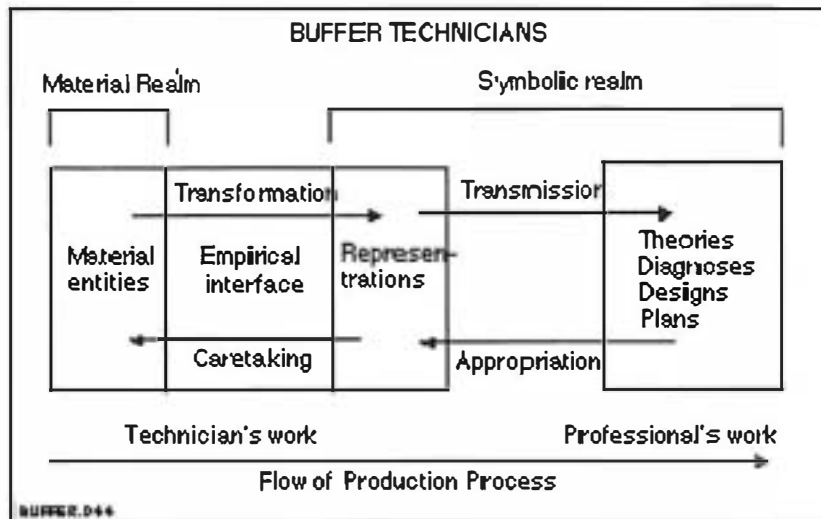 BUFFER TECHNICIANS
Material Realm
Symbolic realm
Transformation
Transmission
Material
entities
Empirical
interface
Represen-
trations
Theories
Diagnoses
Designs
Plans
Caretaking
Appropriation
Technician's work
Professional's work
Flow of Production Process
BUFFER.D44